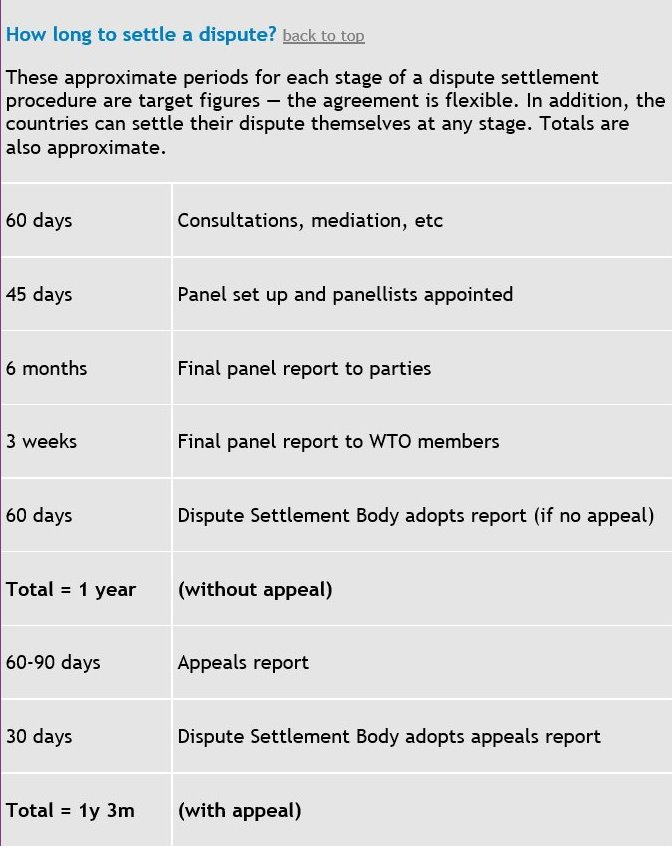 How long to settle a dispute? back to top
These approximate periods for each stage of a dispute settlement
procedure are target figures — the agreement is flexible. In addition, the
countries can settle their dispute themselves at any stage. Totals are
also approximate.
60 days Consultations, mediation, etc
45 days Panel set up and panellists appointed
6 months Final panel report to parties
3 weeks Final panel report to WTO members
60 days Dispute Settlement Body adopts report (if no appeal)
Total = 1 year (without appeal)
60-90 days Appeals report
30 days Dispute Settlement Body adopts appeals report
Total = 1y 3m (with appeal)